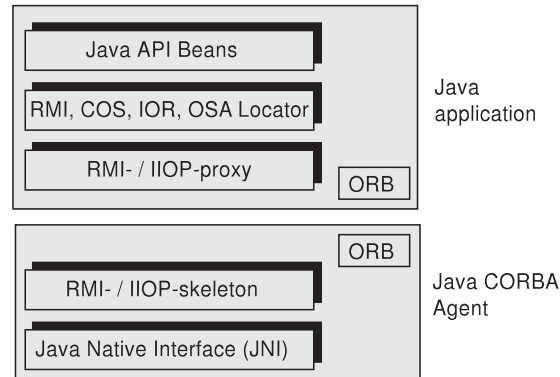 Java API Beans
RMI, COS, IOR, OSA Locator
RMI- / IIOP-proxy
ORB
Java
application
ORB
RMI- / IIOP-skeleton
Java Native Interface (JNI)
Java CORBA
Agent